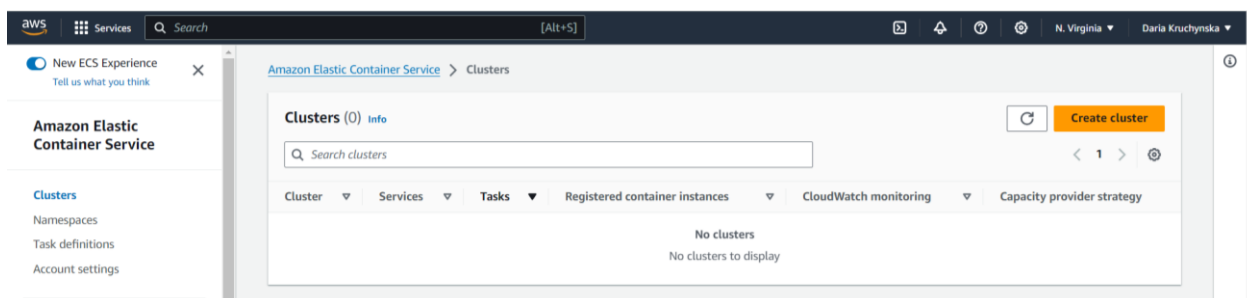 aws Services Search [Alt+S] N. Virginia Daria Kruchynska
New ECS Experience
Tell us what you think
Amazon Elastic
Container Service
Clusters
Namespaces
Task definitions
Account settings
Amazon Elastic Container Service > Clusters
Clusters (0) Info Create cluster
Search clusters < 1 >
Cluster Services Tasks Registered container instances CloudWatch monitoring Capacity provider strategy
No clusters
No clusters to display